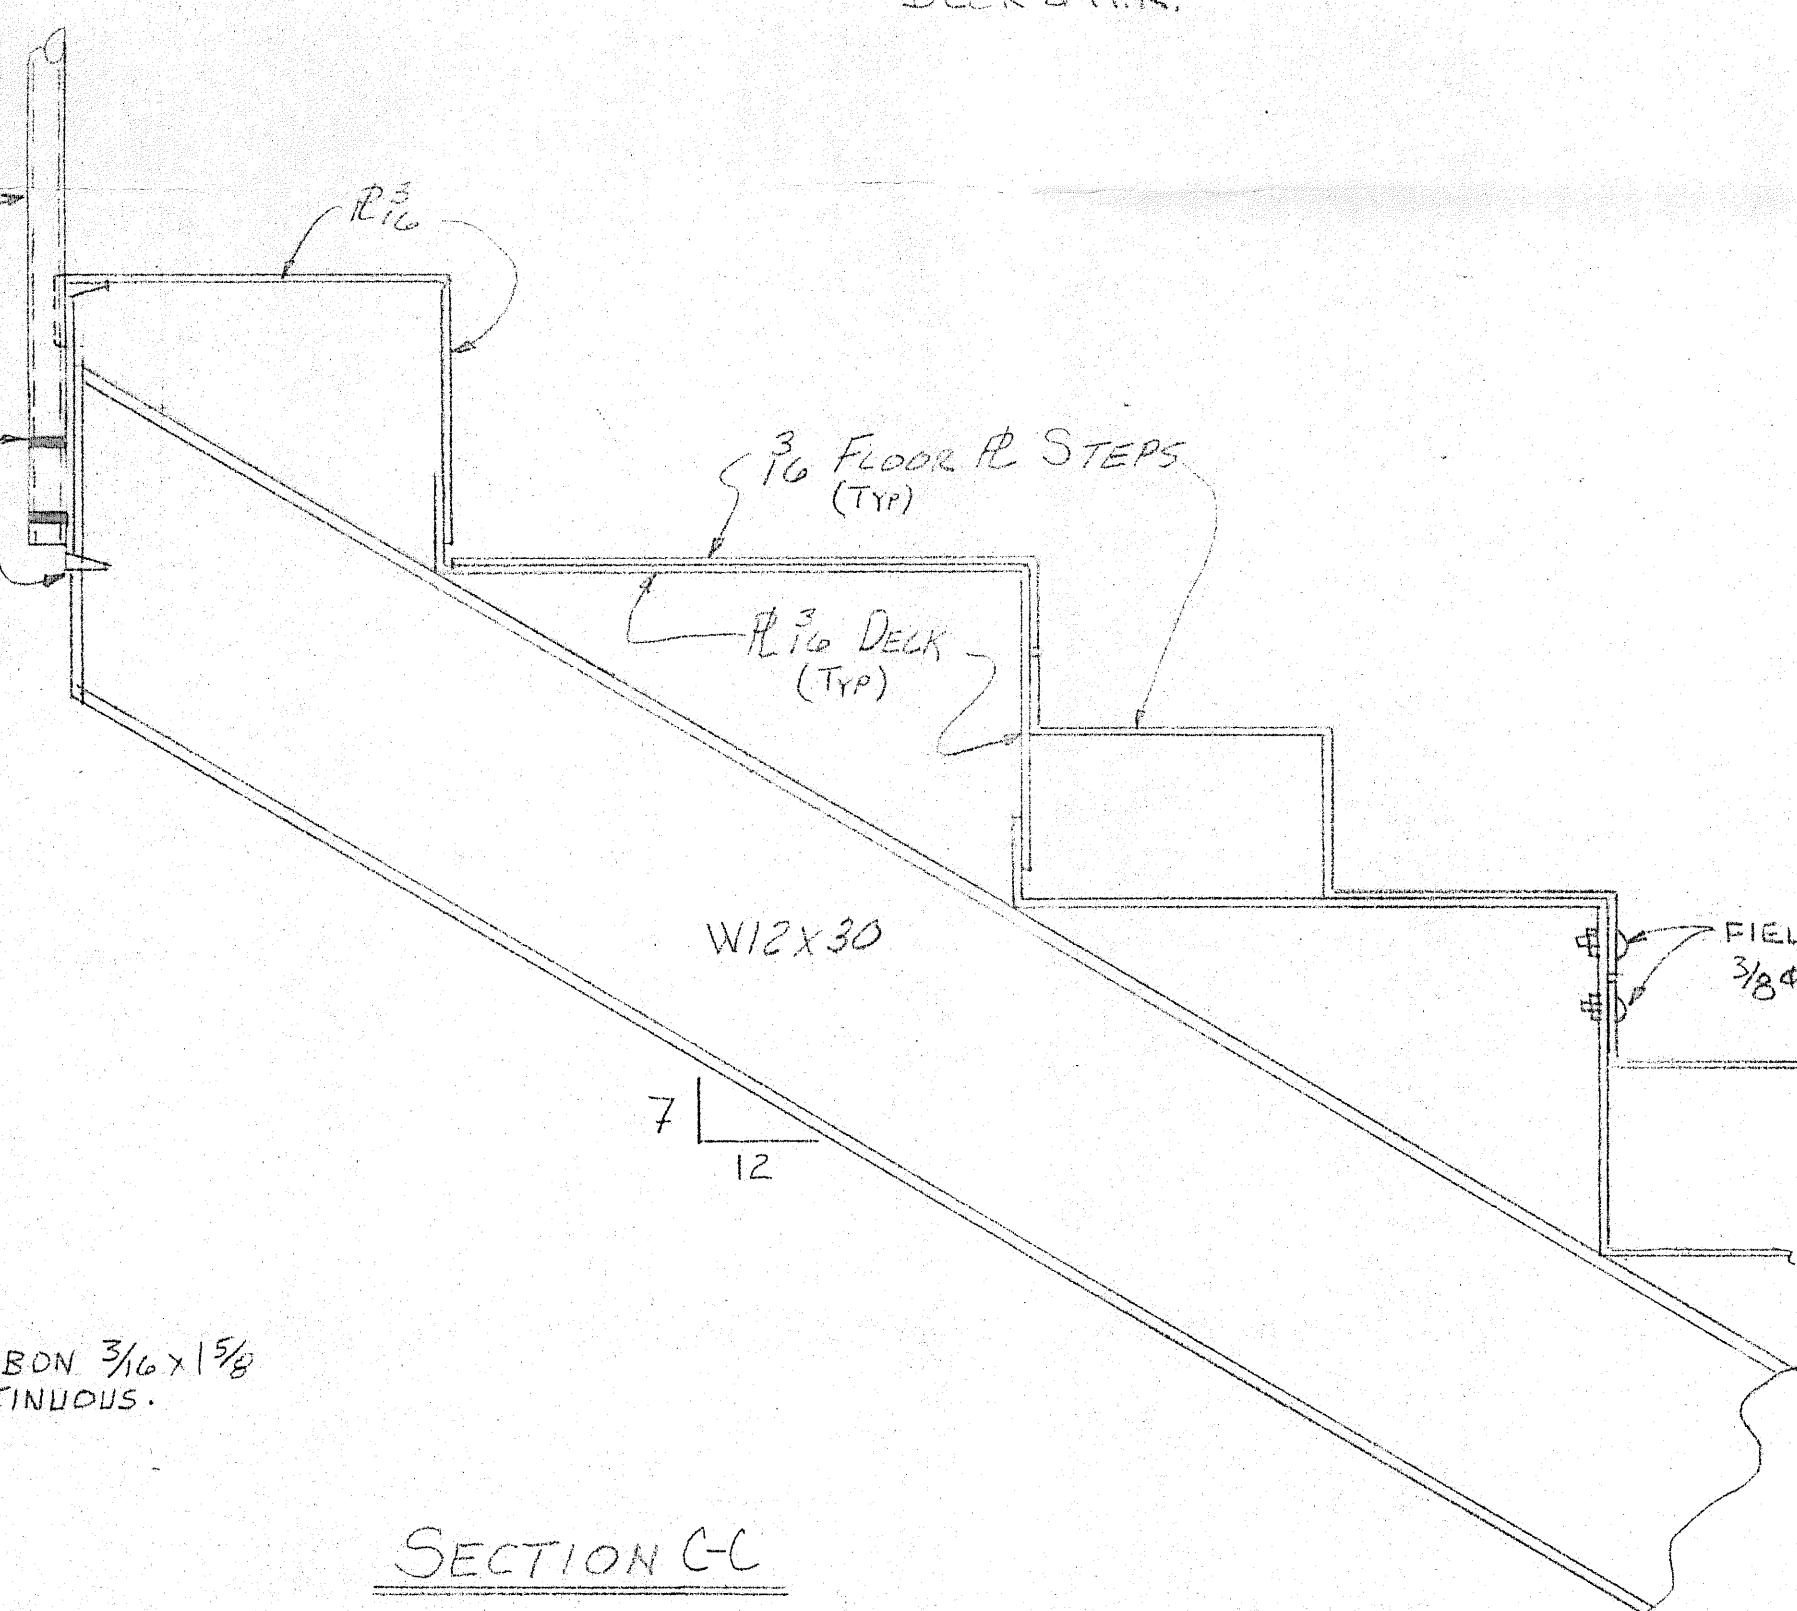 PL 3/16
3/16 FLOOR PL STEPS
(TYP)
PL 3/16 DECK
(TYP)
W12X30
FIEL
3/8
7
12
BON 3/16 x 1 5/8
TINUOUS.
SECTION C-C